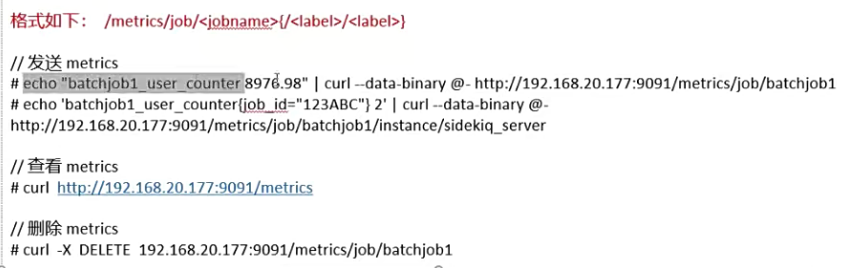 格式如下： /metrics/job/<jobname>{/<label>/<label>}
// 发送 metrics
# echo "batchjob1_user_counter 8976.98" | curl --data-binary @- http://192.168.20.177:9091/metrics/job/batchjob1
# echo 'batchjob1_user_counter{job_id="123ABC"} 2' | curl --data-binary @-
http://192.168.20.177:9091/metrics/job/batchjob1/instance/sidekiq_server
// 查看 metrics
# curl http://192.168.20.177:9091/metrics
// 删除 metrics
# curl -X DELETE 192.168.20.177:9091/metrics/job/batchjob1